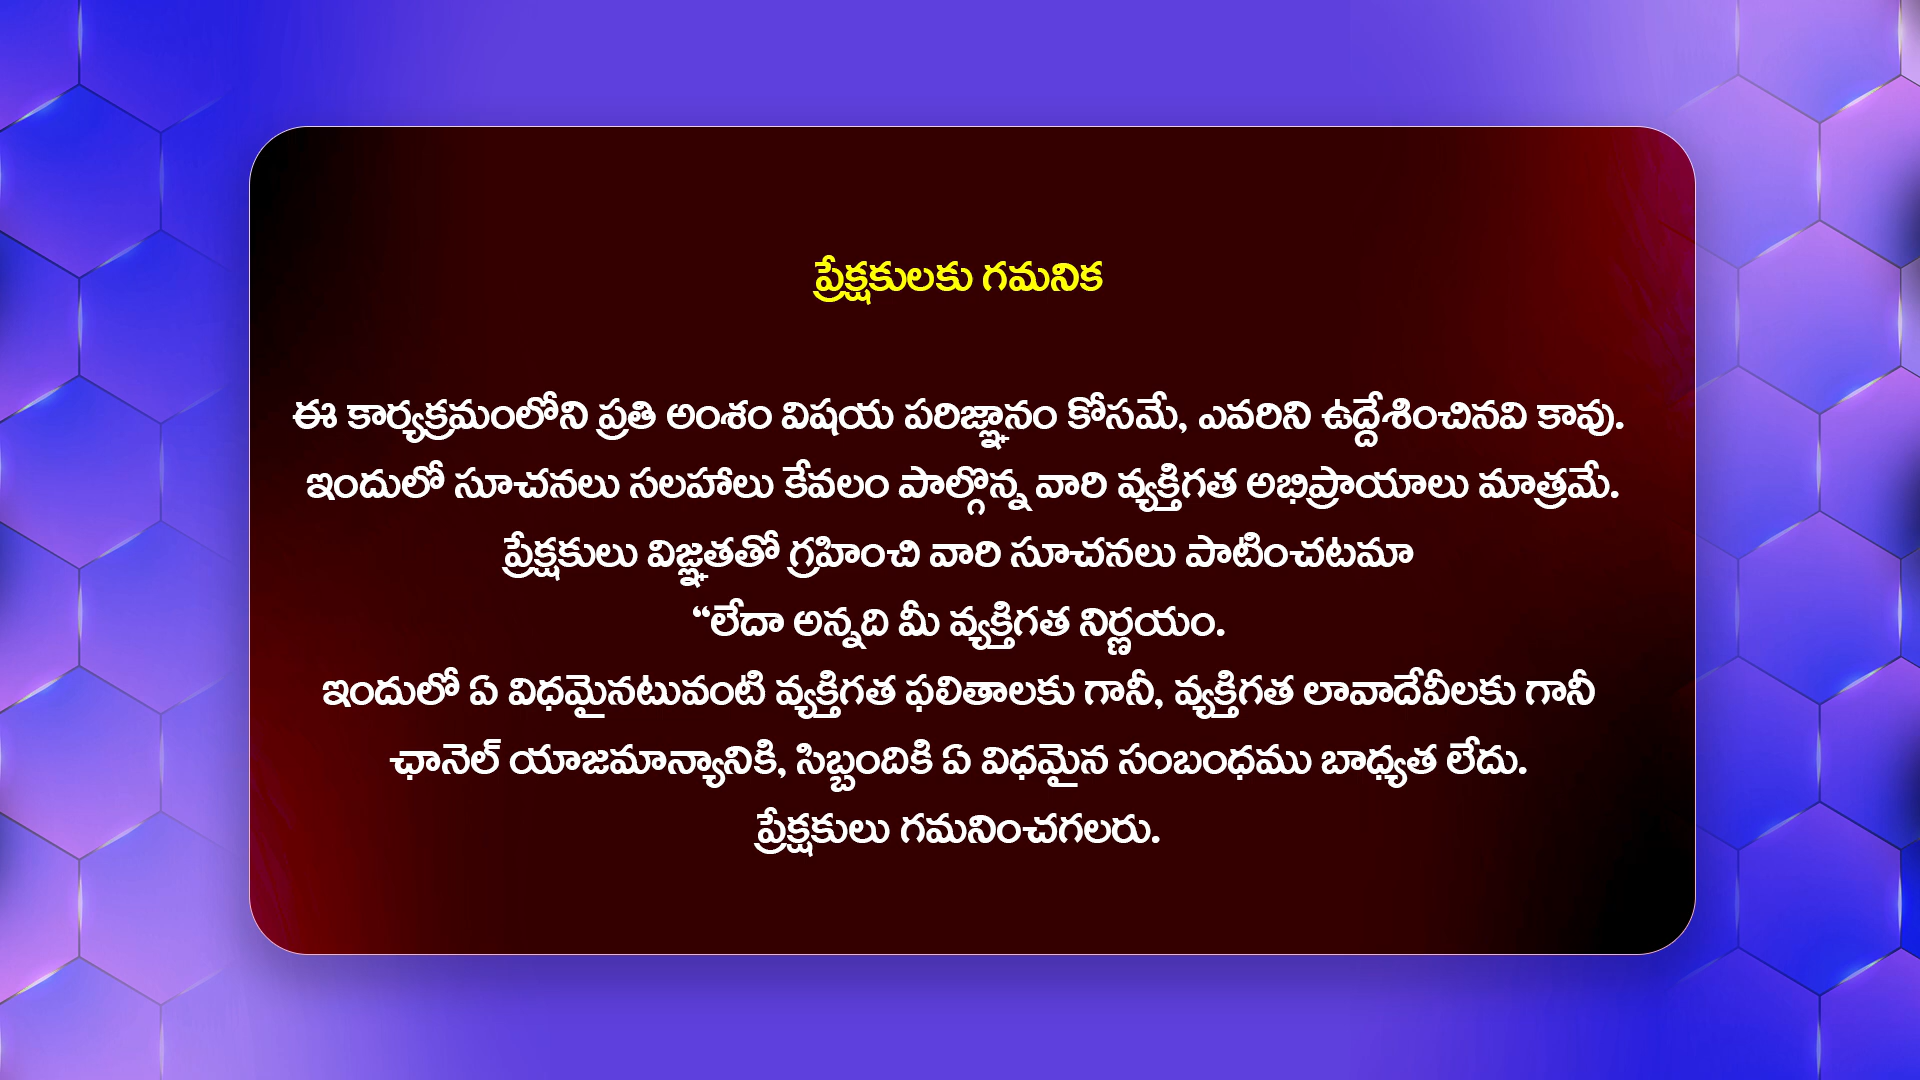 ప్రేక్షకులకు గమనిక
ఈ కార్యక్రమంలోని ప్రతి అంశం విషయ పరిజ్ఞానం కోసమే, ఎవరిని ఉద్దేశించినవి కావు.
ఇందులో సూచనలు సలహాలు కేవలం పాల్గొన్న వారి వ్యక్తిగత అభిప్రాయాలు మాత్రమే.
ప్రేక్షకులు విజ్ఞతతో గ్రహించి వారి సూచనలు పాటించటమా
“లేదా అన్నది మీ వ్యక్తిగత నిర్ణయం.
ఇందులో ఏ విధమైనటువంటి వ్యక్తిగత ఫలితాలకు గానీ, వ్యక్తిగత లావాదేవీలకు గానీ
ఛానెల్ యాజమాన్యానికి, సిబ్బందికి ఏ విధమైన సంబంధము బాధ్యత లేదు.
ప్రేక్షకులు గమనించగలరు.